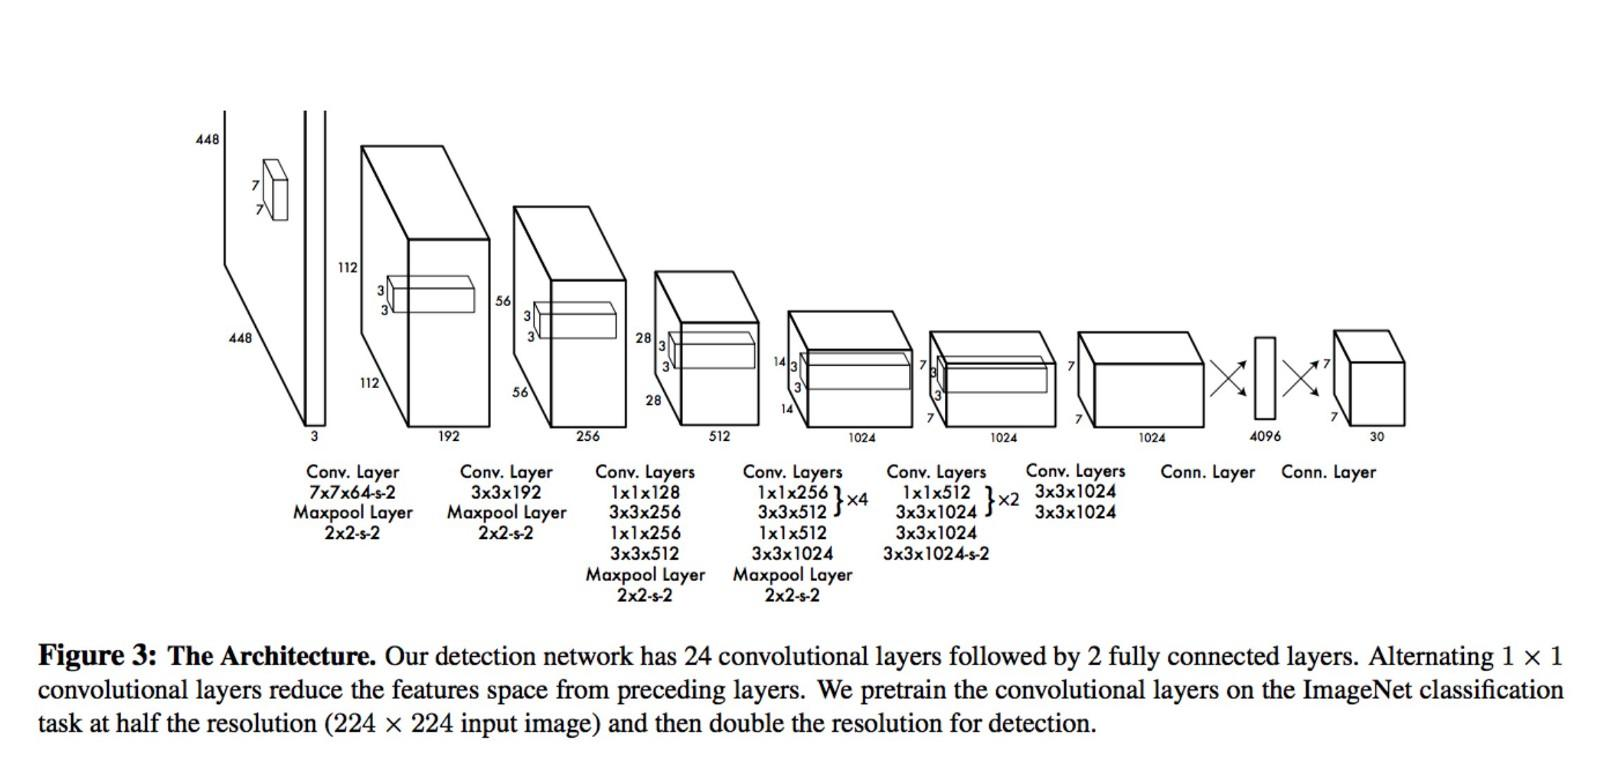 448
7
7
448
3
112
3
3
112
192
56
3
3
56
256
28
3
3
28
512
14
3
3
14
1024
7
3
3
7
1024
7
7
1024
4096
7
7
30
Conv. Layer
7x7x64-s-2
Maxpool Layer
2x2-s-2
Conv. Layer
3x3x192
Maxpool Layer
2x2-s-2
Conv. Layers
1x1x128
3x3x256
1x1x256
3x3x512
Maxpool Layer
2x2-s-2
Conv. Layers
1x1x256
3x3x512 }×4
1x1x512
3x3x1024
Maxpool Layer
2x2-s-2
Conv. Layers
1x1x512
3x3x1024 }×2
3x3x1024
3x3x1024-s-2
Conv. Layers
3x3x1024
3x3x1024
Conn. Layer
Conn. Layer
Figure 3: The Architecture. Our detection network has 24 convolutional layers followed by 2 fully connected layers. Alternating 1 × 1
convolutional layers reduce the features space from preceding layers. We pretrain the convolutional layers on the ImageNet classification
task at half the resolution (224 × 224 input image) and then double the resolution for detection.